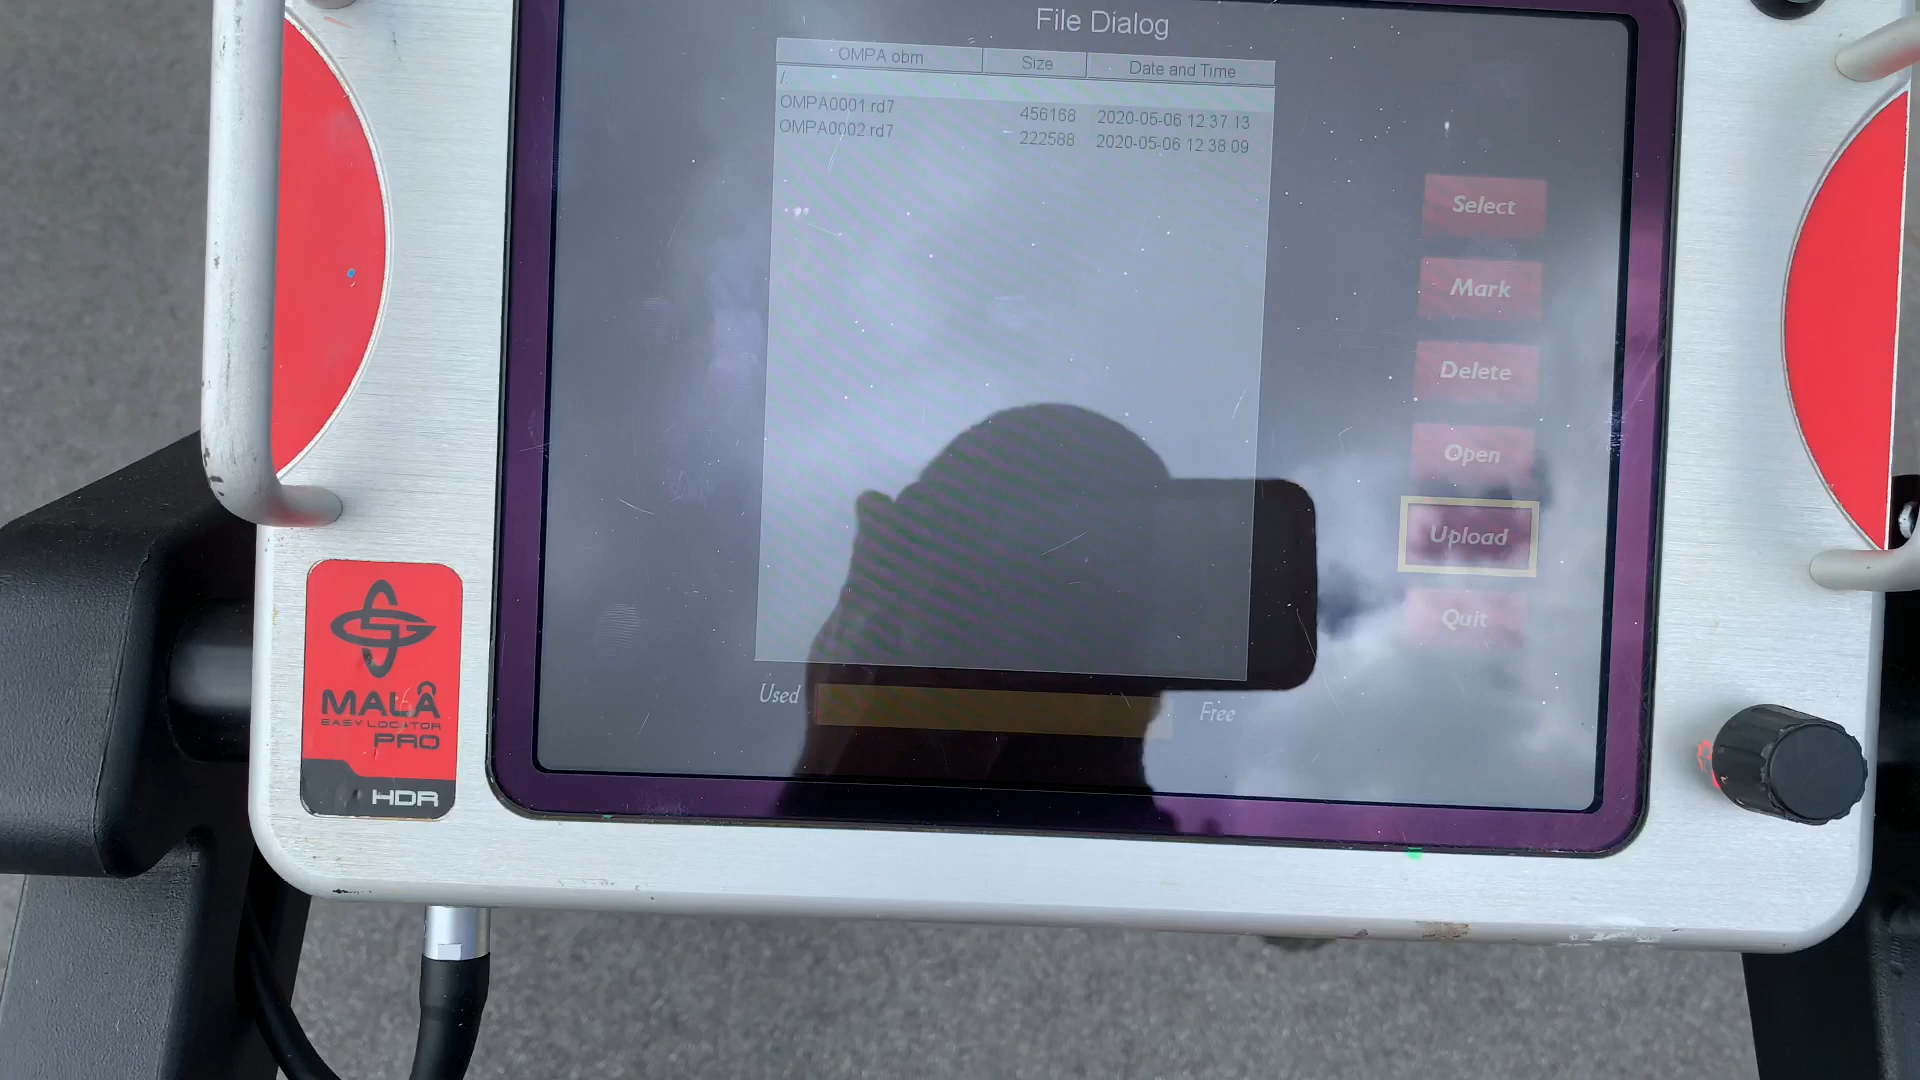 File Dialog
OMPA obm Size Date and Time
/..
OMPA0001.rd7 456168 2020-05-06 12 37 13
OMPA0002.rd7 222588 2020-05-06 12 38 09
Select
Mark
Delete
Open
Upload
Quit
Used Free
MALÅ
EASY LOCATOR
PRO
HDR